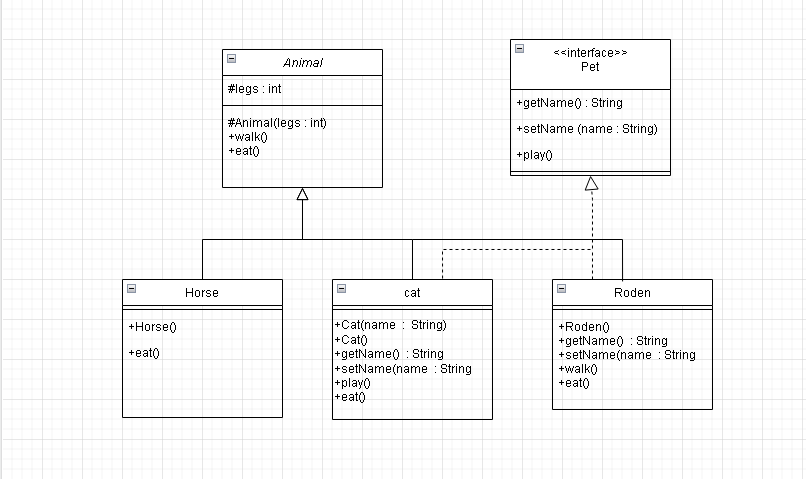 Animal
#legs : int
#Animal(legs : int)
+walk()
+eat()
<<interface>>
Pet
+getName() : String
+setName (name : String)
+play()
Horse
+Horse()
+eat()
cat
+Cat(name : String)
+Cat()
+getName() : String
+setName(name : String
+play()
+eat()
Roden
+Roden()
+getName() : String
+setName(name : String
+walk()
+eat()